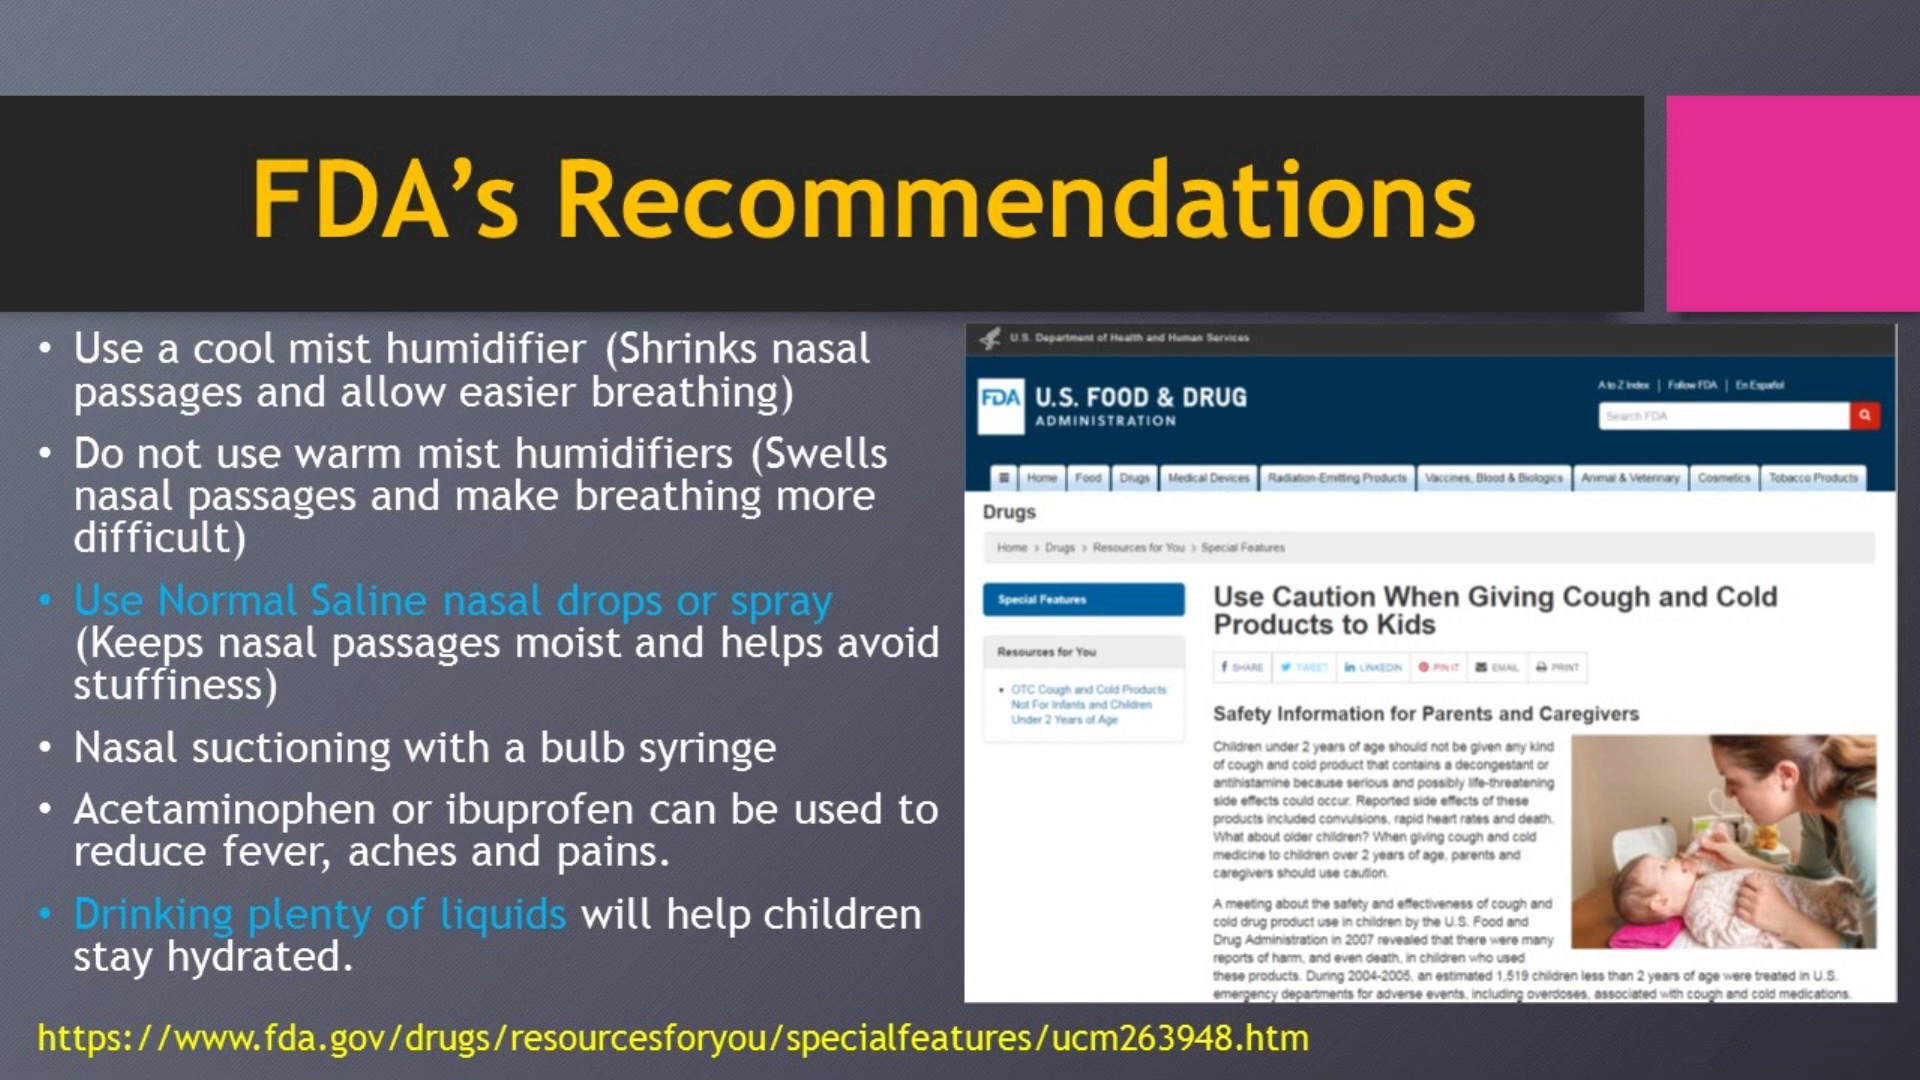 FDA’s Recommendations
• Use a cool mist humidifier (Shrinks nasal
passages and allow easier breathing)
• Do not use warm mist humidifiers (Swells
nasal passages and make breathing more
difficult)
• Use Normal Saline nasal drops or spray
(Keeps nasal passages moist and helps avoid
stuffiness)
• Nasal suctioning with a bulb syringe
• Acetaminophen or ibuprofen can be used to
reduce fever, aches and pains.
• Drinking plenty of liquids will help children
stay hydrated.
U.S. Department of Health and Human Services
FDA U.S. FOOD & DRUG
ADMINISTRATION
A to Z Index | Follow FDA | En Español
Search FDA
Home Food Drugs Medical Devices Radiation-Emitting Products Vaccines, Blood & Biologics Animal & Veterinary Cosmetics Tobacco Products
Drugs
Home > Drugs > Resources for You > Special Features
Special Features
Resources for You
• OTC Cough and Cold Products
Not For Infants and Children
Under 2 Years of Age
Use Caution When Giving Cough and Cold
Products to Kids
f SHARE TWEET in LINKEDIN PIN IT EMAIL PRINT
Safety Information for Parents and Caregivers
Children under 2 years of age should not be given any kind
of cough and cold product that contains a decongestant or
antihistamine because serious and possibly life-threatening
side effects could occur. Reported side effects of these
products included convulsions, rapid heart rates and death.
What about older children? When giving cough and cold
medicine to children over 2 years of age, parents and
caregivers should use caution.
A meeting about the safety and effectiveness of cough and
cold drug product use in children by the U.S. Food and
Drug Administration in 2007 revealed that there were many
reports of harm, and even death, in children who used
these products. During 2004-2005, an estimated 1,519 children less than 2 years of age were treated in U.S.
emergency departments for adverse events, including overdoses, associated with cough and cold medications.
https://www.fda.gov/drugs/resourcesforyou/specialfeatures/ucm263948.htm